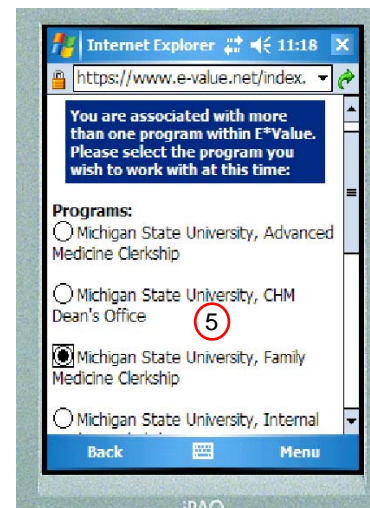 Internet Explorer 11:18
https://www.e-value.net/index.
You are associated with more
than one program within E*Value.
Please select the program you
wish to work with at this time:
Programs:
Michigan State University, Advanced
Medicine Clerkship
Michigan State University, CHM
Dean's Office
5
Michigan State University, Family
Medicine Clerkship
Michigan State University, Internal
Back Menu
iPAQ